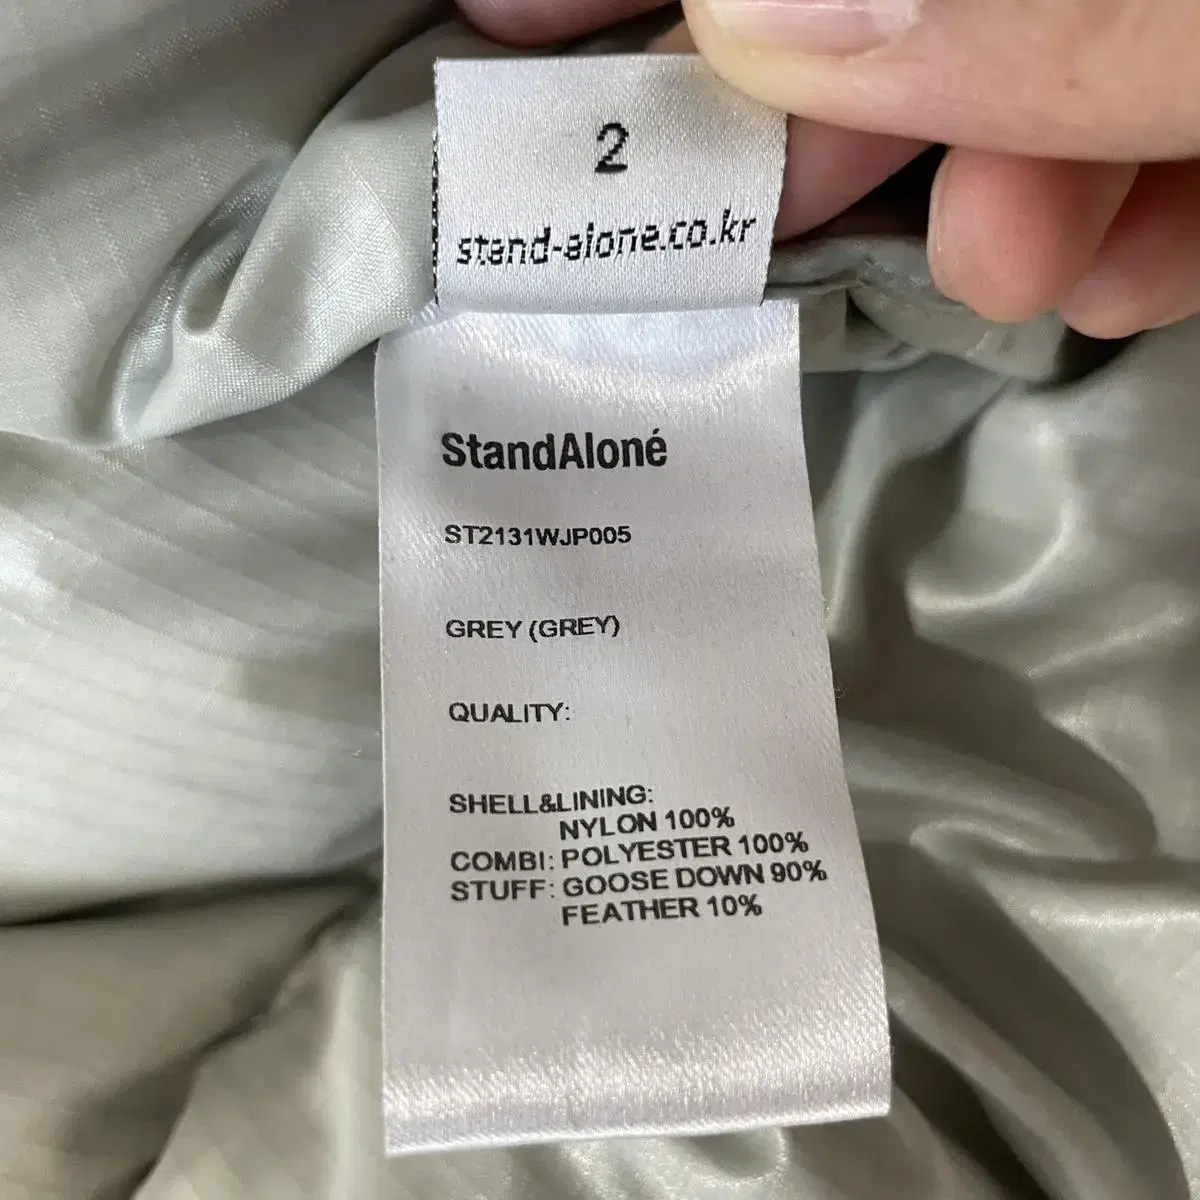 2
stand-alone.co.kr
StandAloné
ST2131WJP005
GREY (GREY)
QUALITY:
SHELL&LINING:
NYLON 100%
COMBI: POLYESTER 100%
STUFF: GOOSE DOWN 90%
FEATHER 10%